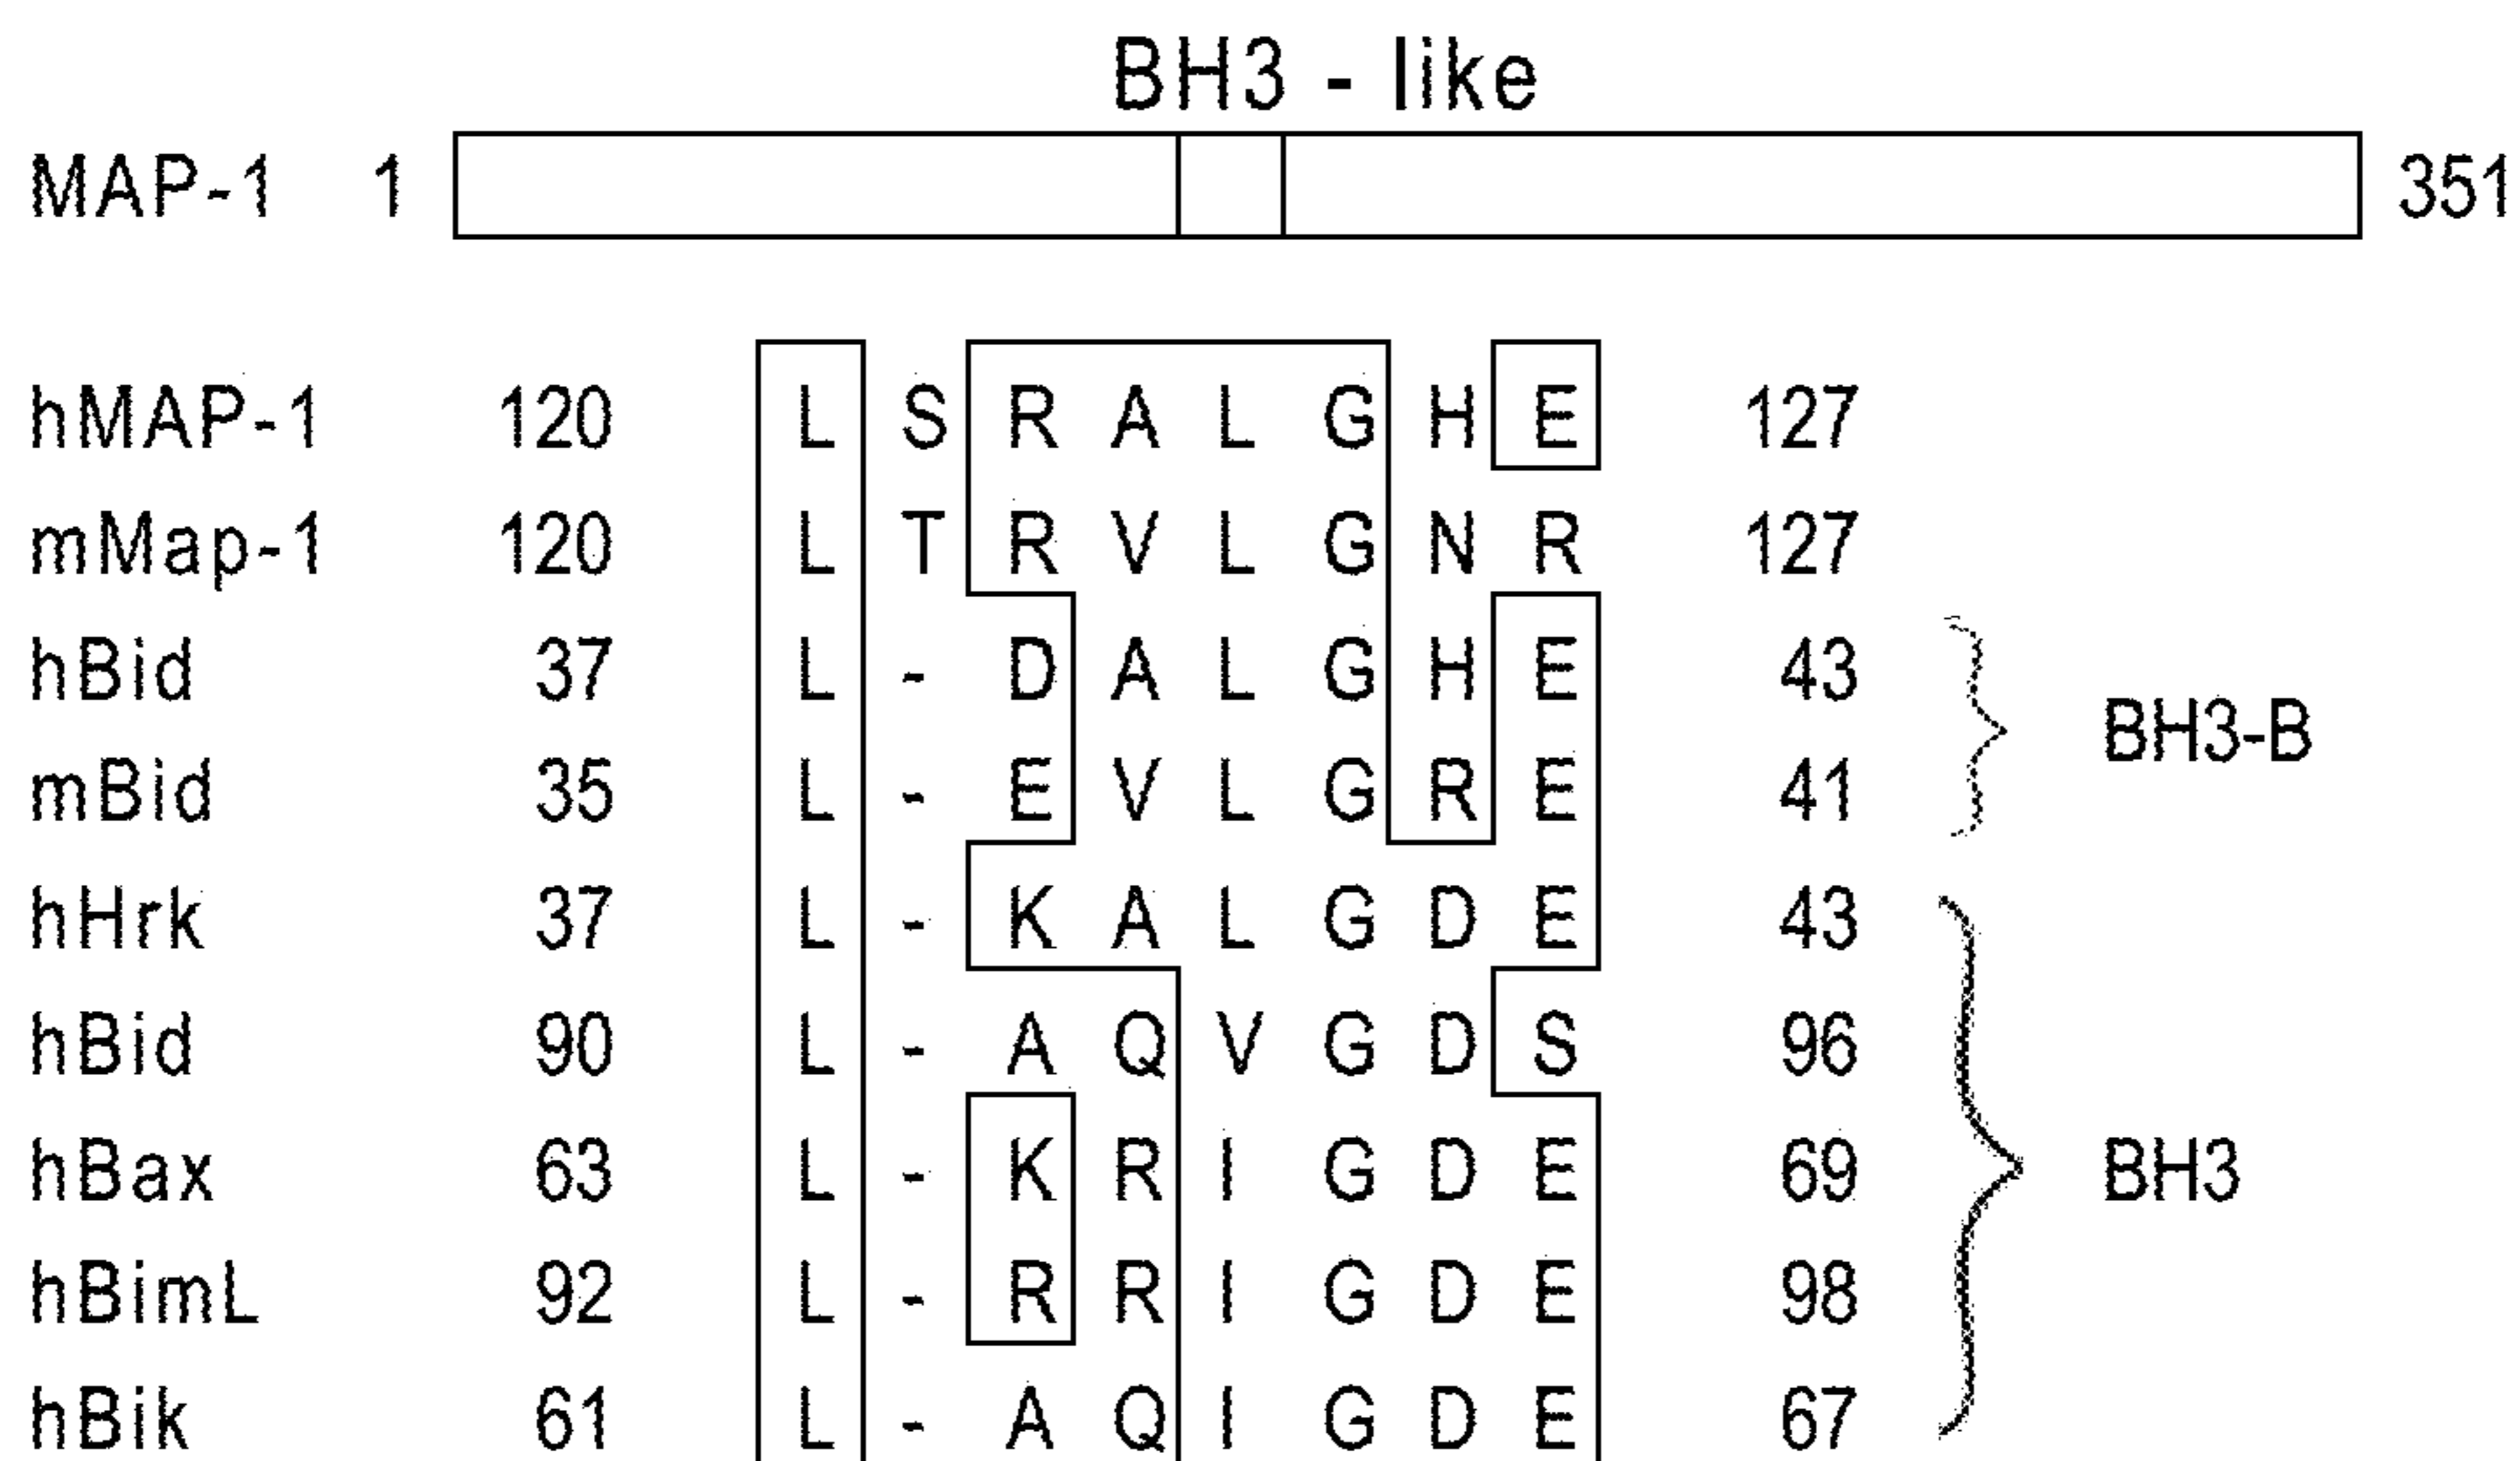 BH3 - like
MAP-1 1 351
hMAP-1 120 L S R A L G H E 127
mMap-1 120 L T R V L G N R 127
hBid 37 L - D A L G H E 43
BH3-B
mBid 35 L - E V L G R E 41
hHrk 37 L - K A L G D E 43
hBid 90 L - A Q V G D S 96
hBax 63 L - K R I G D E 69 BH3
hBimL 92 L - R R I G D E 98
hBik 61 L - A Q I G D E 67